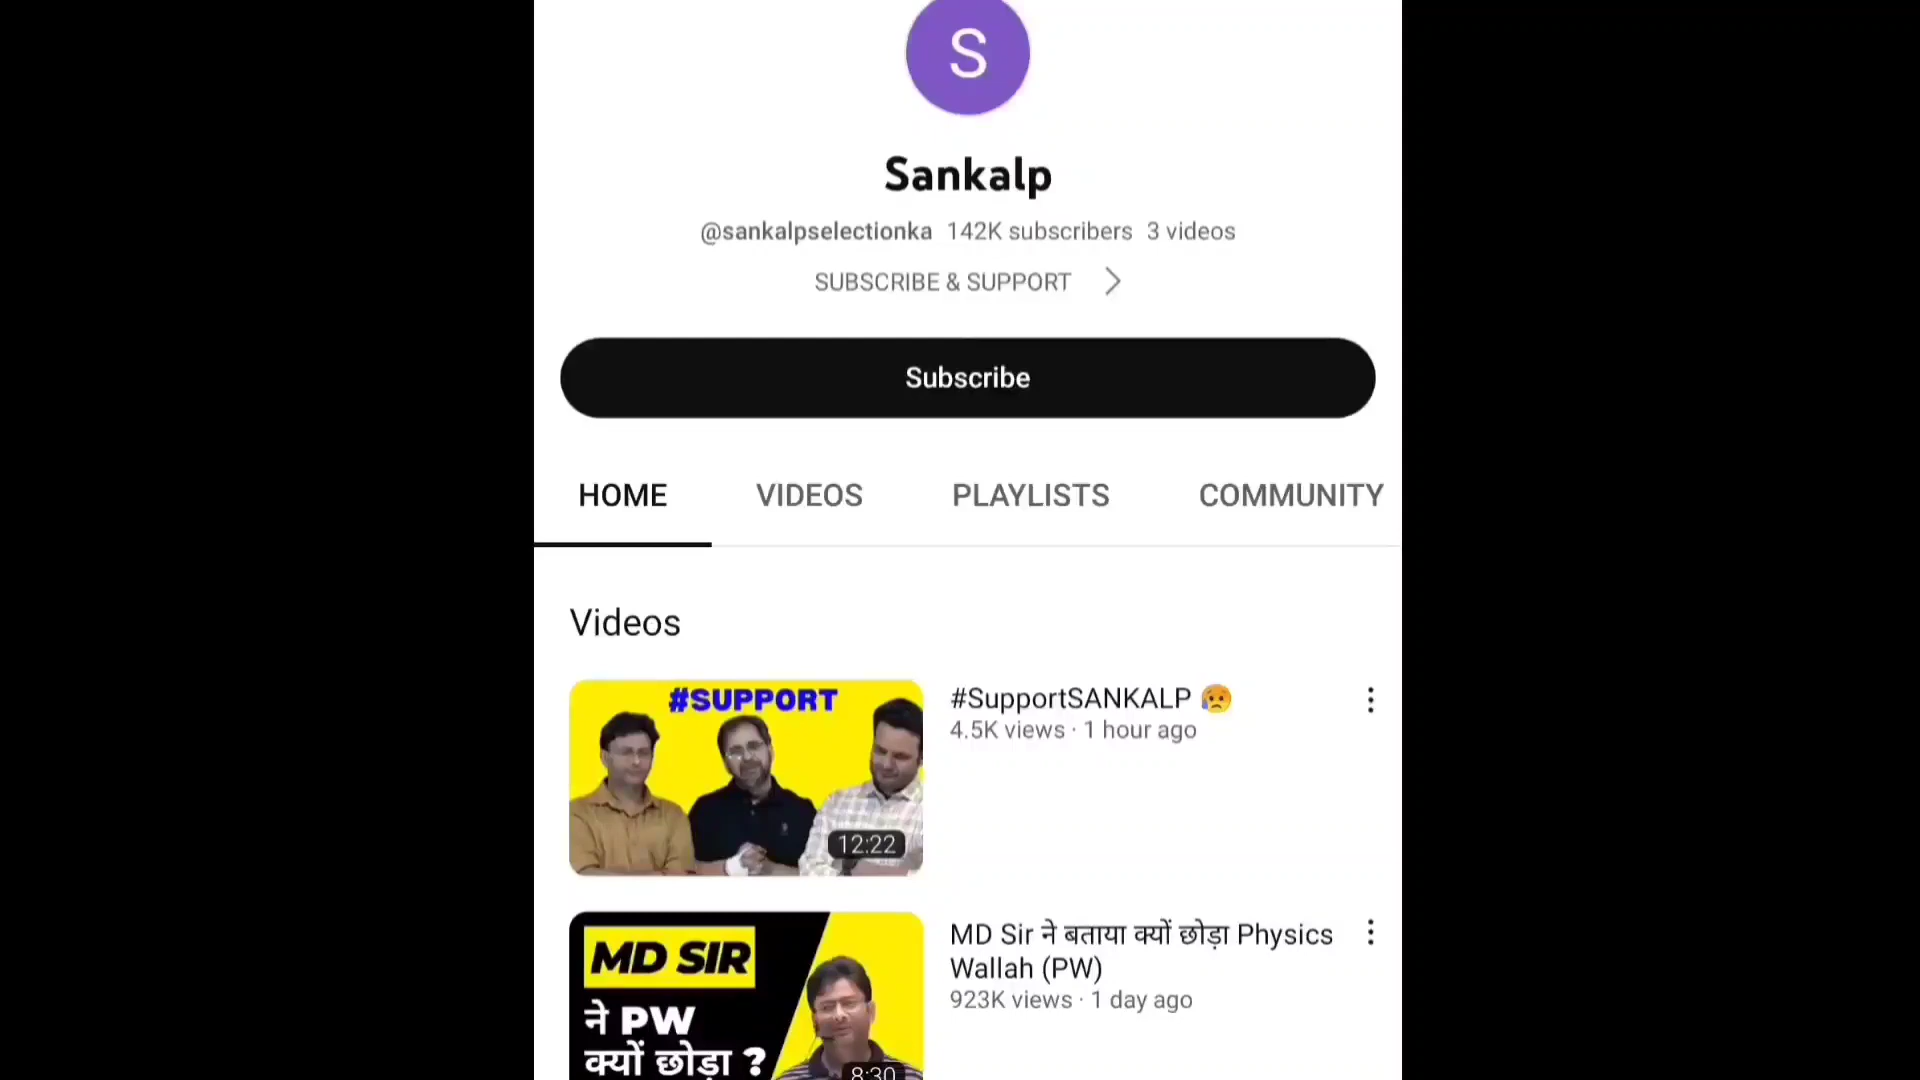 S
Sankalp
@sankalpselectionka 142K subscribers 3 videos
SUBSCRIBE & SUPPORT
Subscribe
HOME VIDEOS PLAYLISTS COMMUNITY
Videos
#SUPPORT
12:22
#SupportSANKALP 😥
4.5K views · 1 hour ago
MD SIR
ने PW
क्यों छोड़ा ?
8:30
MD Sir ने बताया क्यों छोड़ा Physics
Wallah (PW)
923K views · 1 day ago